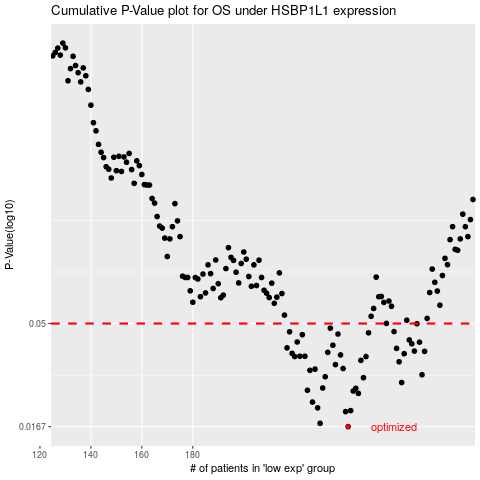 Cumulative P-Value plot for OS under HSBP1L1 expression
P-Value(log10)
0.05
0.0167
optimized
120 140 160 180
# of patients in 'low exp' group